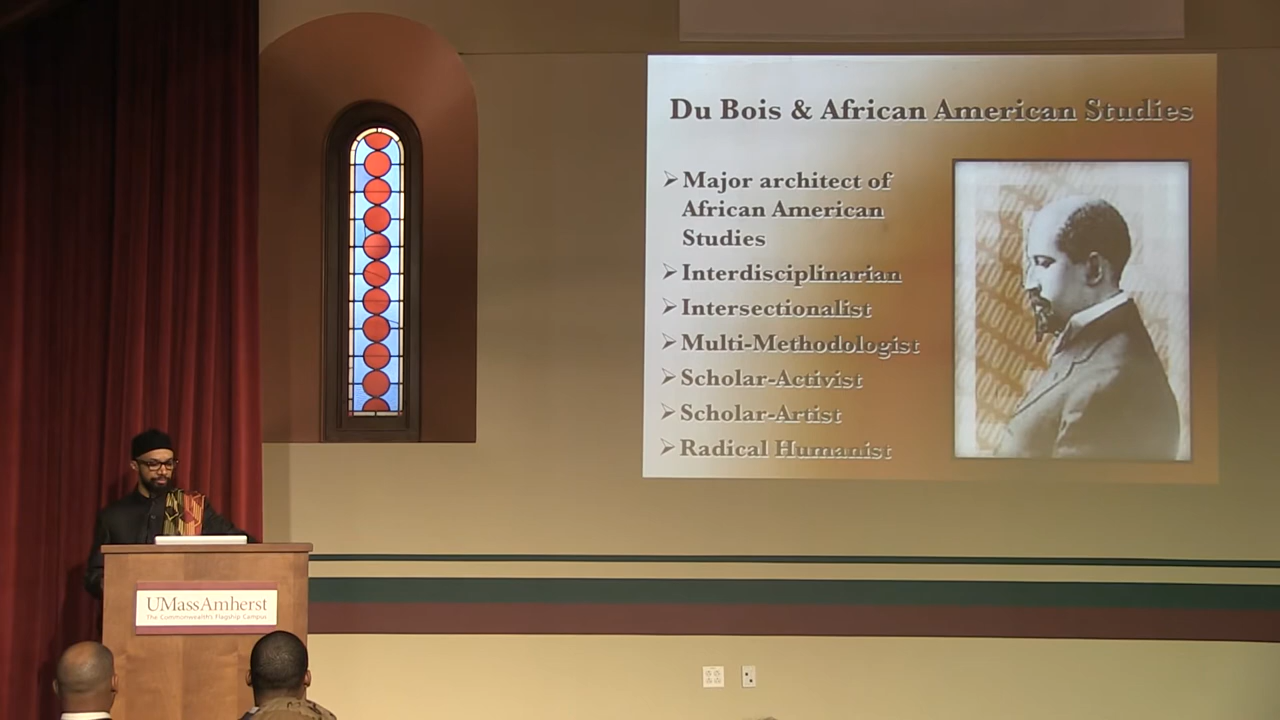 Du Bois & African American Studies
➢Major architect of
African American
Studies
➢Interdisciplinarian
➢Intersectionalist
➢Multi-Methodologist
➢Scholar-Activist
➢Scholar-Artist
➢Radical Humanist
UMassAmherst
The Commonwealth's Flagship Campus